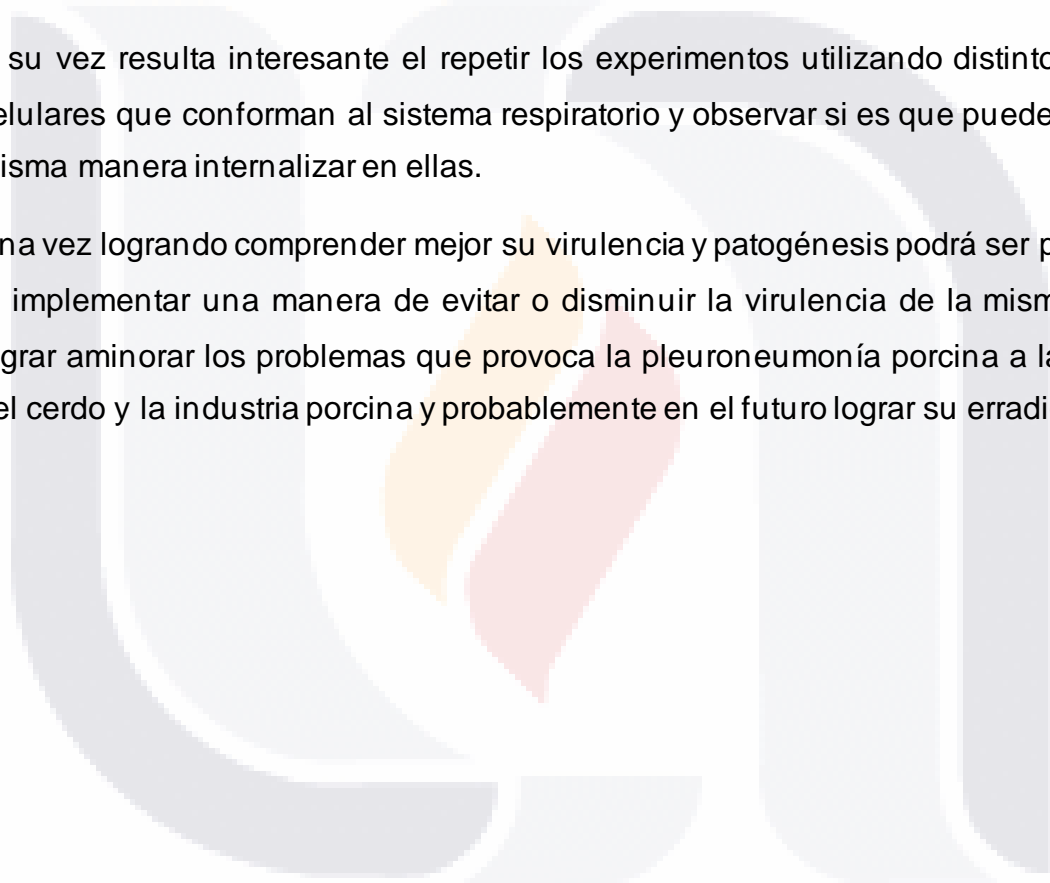 su vez resulta interesante el repetir los experimentos utilizando distinto
elulares que conforman al sistema respiratorio y observar si es que puede
isma manera internalizar en ellas.
na vez logrando comprender mejor su virulencia y patogénesis podrá ser p
implementar una manera de evitar o disminuir la virulencia de la mism
grar aminorar los problemas que provoca la pleuroneumonía porcina a la
el cerdo y la industria porcina y probablemente en el futuro lograr su erradi